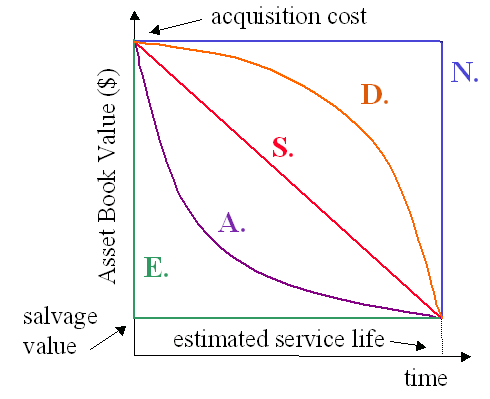 acquisition cost
Asset Book Value ($)
N.
D.
S.
A.
E.
salvage
value
estimated service life
time